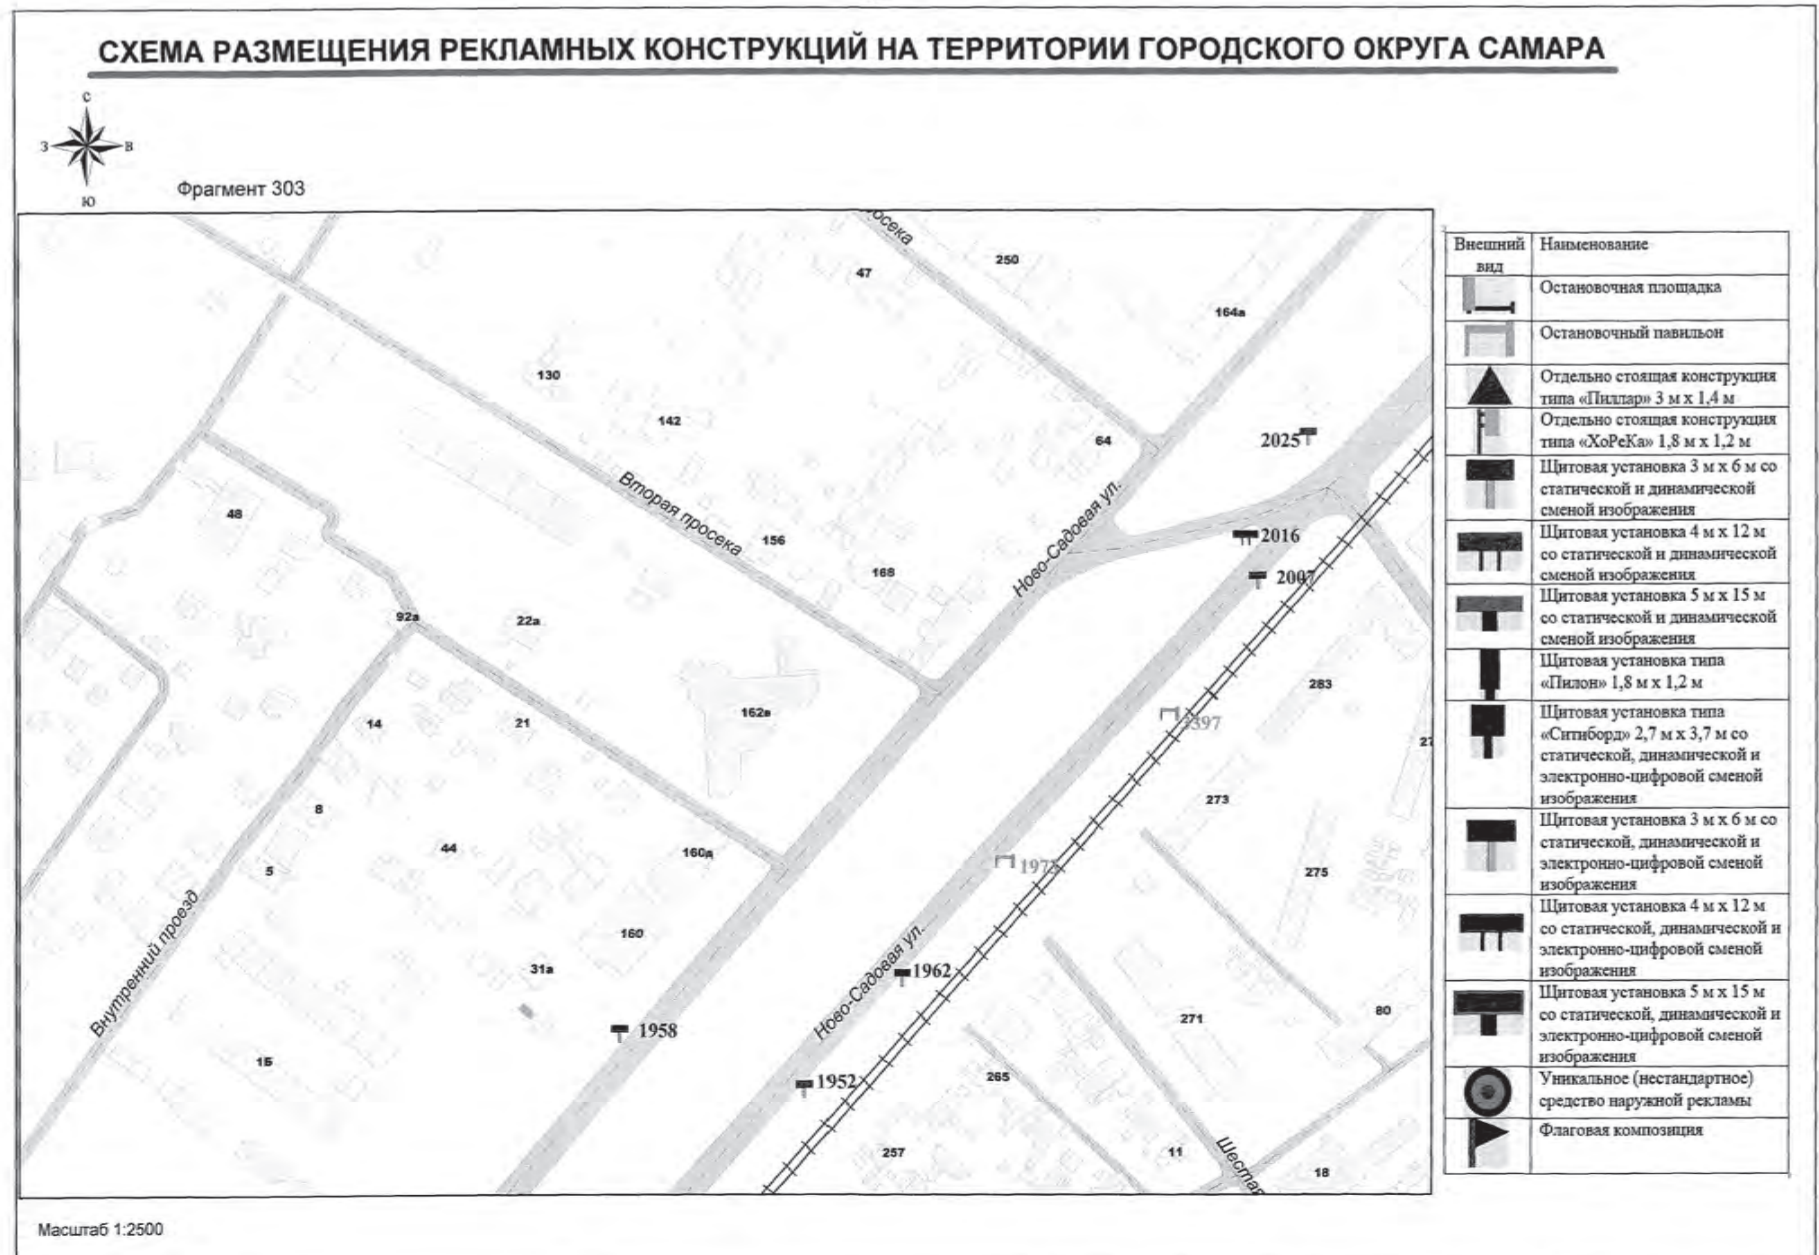 СХЕМА РАЗМЕЩЕНИЯ РЕКЛАМНЫХ КОНСТРУКЦИЙ НА ТЕРРИТОРИИ ГОРОДСКОГО ОКРУГА САМАРА
С
З
В
Ю
Фрагмент 303
47
250
164а
130
142
64
2025
Вторая просека
Ново-Садовая ул.
48
156
168
2016
2007
92а
22а
283
14
21
162в
273
8
44
160д
5
275
Внутренний проезд
160
31а
Ново-Садовая ул.
1962
1958
271
80
15
1952
265
257
11
18
Шестая
Внешний вид
Наименование
Остановочная площадка
Остановочный павильон
Отдельно стоящая конструкция
типа «Пиллар» 3 м х 1,4 м
Отдельно стоящая конструкция
типа «ХоРеКа» 1,8 м х 1,2 м
Щитовая установка 3 м х 6 м со
статической и динамической
сменой изображения
Щитовая установка 4 м х 12 м
со статической и динамической
сменой изображения
Щитовая установка 5 м х 15 м
со статической и динамической
сменой изображения
Щитовая установка типа
«Пилон» 1,8 м х 1,2 м
Щитовая установка типа
«Ситиборд» 2,7 м х 3,7 м со
статической, динамической и
электронно-цифровой сменой
изображения
Щитовая установка 3 м х 6 м со
статической, динамической и
электронно-цифровой сменой
изображения
Щитовая установка 4 м х 12 м
со статической, динамической и
электронно-цифровой сменой
изображения
Щитовая установка 5 м х 15 м
со статической, динамической и
электронно-цифровой сменой
изображения
Уникальное (нестандартное)
средство наружной рекламы
Флаговая композиция
Масштаб 1:2500